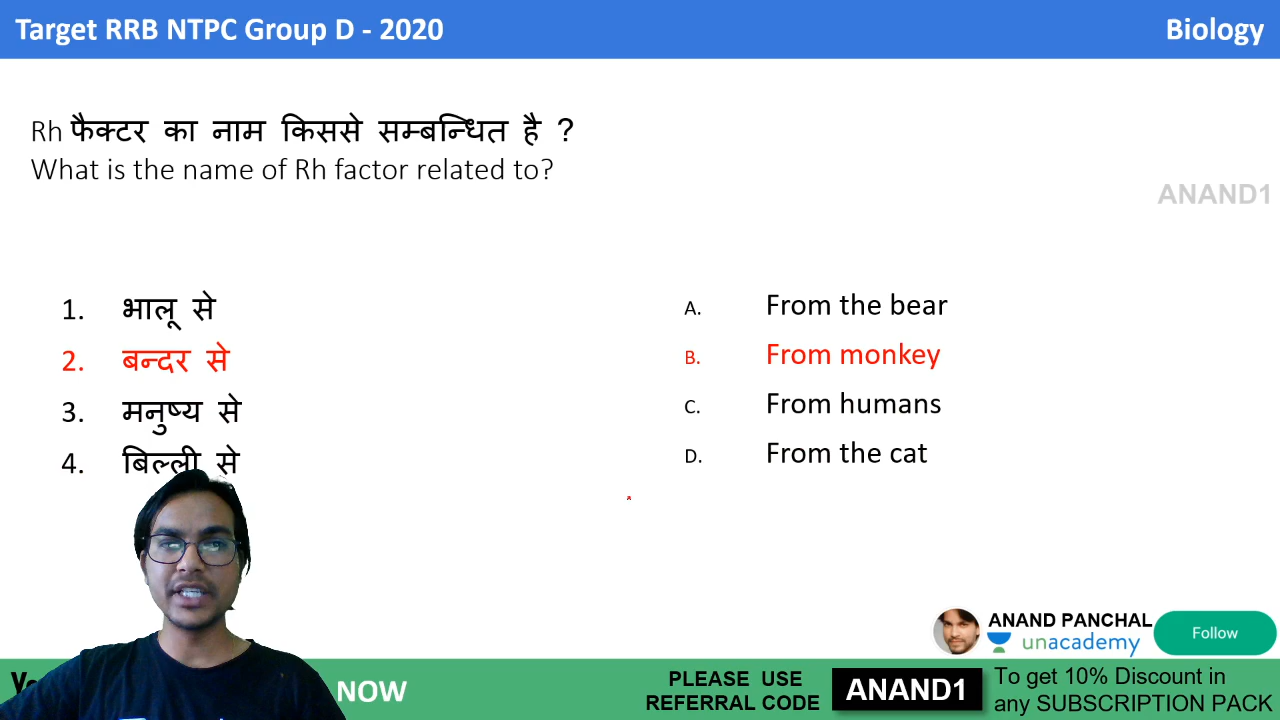 Target RRB NTPC Group D - 2020
Biology
Rh फैक्टर का नाम किससे सम्बन्धित है ?
What is the name of Rh factor related to?
ANAND1
1. भालू से
2. बन्दर से
3. मनुष्य से
4. बिल्ली से
A. From the bear
B. From monkey
C. From humans
D. From the cat
ANAND PANCHAL
unacademy
Follow
NOW
PLEASE USE
REFERRAL CODE
ANAND1
To get 10% Discount in
any SUBSCRIPTION PACK